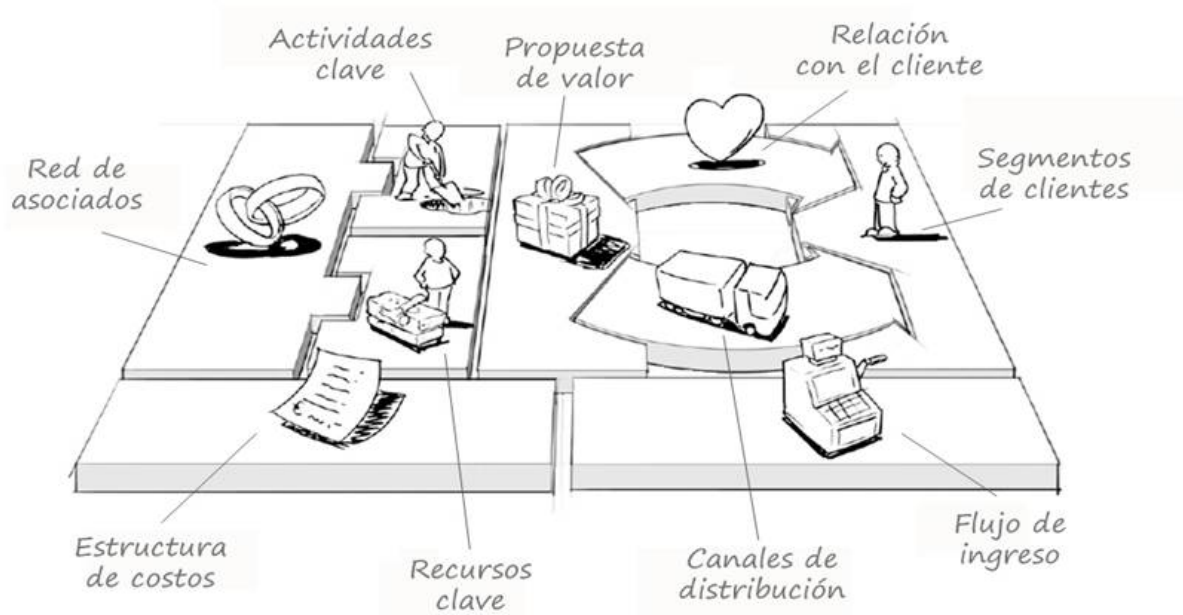 Actividades
clave
Propuesta
de valor
Relación
con el cliente
Red de
asociados
Segmentos
de clientes
Estructura
de costos
Recursos
clave
Canales de
distribución
Flujo de
ingreso